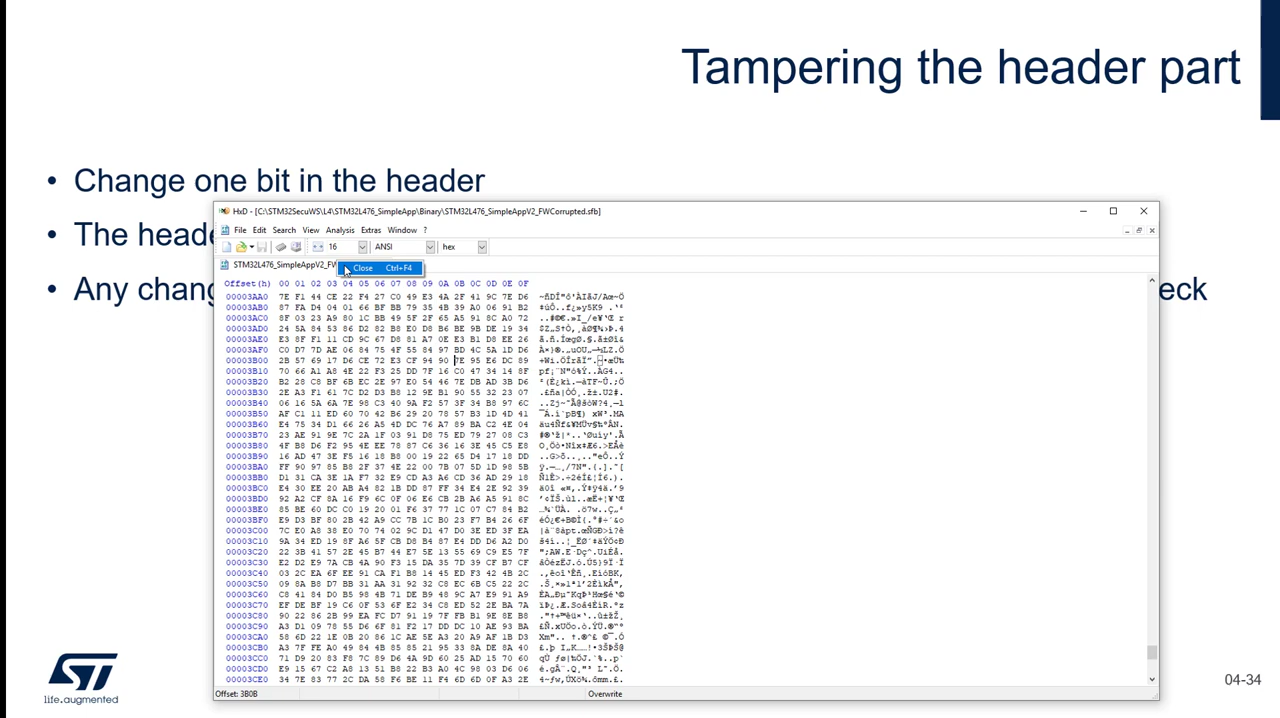 Tampering the header part
• Change one bit in the header
• The heade
• Any chang
eck
HxD - [C:\STM32SecuWS\L4\STM32L476_SimpleApp\Binary\STM32L476_SimpleAppV2_FWCorrupted.sfb]
File Edit Search View Analysis Extras Window ?
16 ANSI hex
STM32L476_SimpleAppV2_FW
Close Ctrl+F4
Offset(h) 00 01 02 03 04 05 06 07 08 09 0A 0B 0C 0D 0E 0F
00003AA0 7E F1 44 CE 22 F4 27 C0 49 E3 4A 2F 41 9C 7E D6
00003AB0 87 FA D4 04 01 66 BF BB 79 35 4B 39 A0 06 91 B2
00003AC0 8F 03 23 A9 80 1C BB 49 5F 2F 65 A5 91 8C A0 72
00003AD0 24 5A 84 53 86 D2 82 B8 E0 D8 B6 BE 9B DE 19 34
00003AE0 E3 8F F1 11 CD 9C 67 D8 81 A7 0E E3 B1 D8 EE 26
00003AF0 C0 D7 7D AE 06 84 75 4F 55 84 97 BD 4C 5A 1D D6
00003B00 2B 57 69 17 D6 CE 72 E3 CF 94 90 7E 95 E6 DC 89
00003B10 70 66 A1 A8 4E 22 F3 25 DD 7F 16 C0 47 34 14 8F
00003B20 B2 28 C8 BF 6B EC 2E 97 E0 54 46 7E DB AD 3B D6
00003B30 2E A3 F1 61 7C D2 D3 B8 12 9E B1 90 55 32 23 07
00003B40 06 16 5A 6A 7E 98 C3 40 9A F2 57 3F 34 B8 97 6C
00003B50 AF C1 11 ED 60 70 42 B6 29 20 78 57 B3 1D 4D 41
00003B60 E4 75 34 D1 66 26 A5 4D DC 76 A7 89 BA C2 4E 04
00003B70 23 AE 91 9E 7C 2A 1F 03 91 D8 75 ED 79 27 08 C3
00003B80 4F B8 D6 F2 95 4E EE 78 87 C6 36 16 3E 45 C5 E8
00003B90 16 AD 47 3E F5 16 18 B8 00 19 22 65 D4 17 18 DD
00003BA0 FF 90 97 85 B8 2F 37 4E 22 00 7B 07 5D 1D 98 5B
00003BB0 D1 31 CA 3E 1A F7 32 E9 CD A3 A6 CD 36 AD 29 18
00003BC0 E4 30 EE 20 AB A4 82 1B DD 87 FF 34 E4 2E 92 39
00003BD0 92 A2 CF 8A 16 F9 6C 0F 06 E6 CB 2B A6 A5 91 8C
00003BE0 85 BE 60 DC C0 19 20 01 F6 37 77 1C 07 C7 84 B2
00003BF0 E9 D3 BF 80 2B 42 A9 CC 7B 1C B0 23 F7 B4 26 6F
00003C00 7C E0 A8 38 E0 70 74 02 9C D1 47 D0 3E ED 3F EA
00003C10 9A 34 ED 19 8F A6 5F CB D8 B4 87 E4 DD D6 A2 D0
00003C20 22 3B 41 57 2E 45 B7 44 E7 5E 13 55 69 C9 E5 7F
00003C30 E2 D2 E9 7A CB 4A 90 F3 15 DA 35 7D 39 CF B7 CF
00003C40 03 2C EA 6F EE 91 CA F1 B8 14 45 ED F3 42 4B 2C
00003C50 09 8A B8 D7 BB 31 AA 31 92 32 C8 EC 6B C5 22 2C
00003C60 C8 41 84 D0 B5 98 4B 71 DE B9 48 9C A7 E9 91 A9
00003C70 EF DE BF 19 C6 0F 53 6F E2 34 C8 ED 52 2E BA 7A
00003C80 90 22 86 2B 99 EA FC D7 91 19 7F FB B1 9E 8E B8
00003C90 A3 D1 09 78 55 D6 6F 81 F2 17 DD DC 10 AE 93 BA
00003CA0 58 6D 22 1E 0B 20 86 1C AE 5E A3 20 A9 AF 1B D3
00003CB0 A3 7F FE A0 49 84 4B 85 85 21 95 33 8A DE 8A 40
00003CC0 71 D9 20 83 F8 7C 89 D6 4A 9D 60 25 AD 15 70 60
00003CD0 E9 15 67 C2 A8 13 51 B8 22 B3 A0 4C 98 03 D6 06
00003CE0 34 7E 83 77 2C DA 58 F6 BE 11 F4 6D 6D 0F A3 2E
Offset: 3B0B
Overwrite
ST
life.augmented
04-34